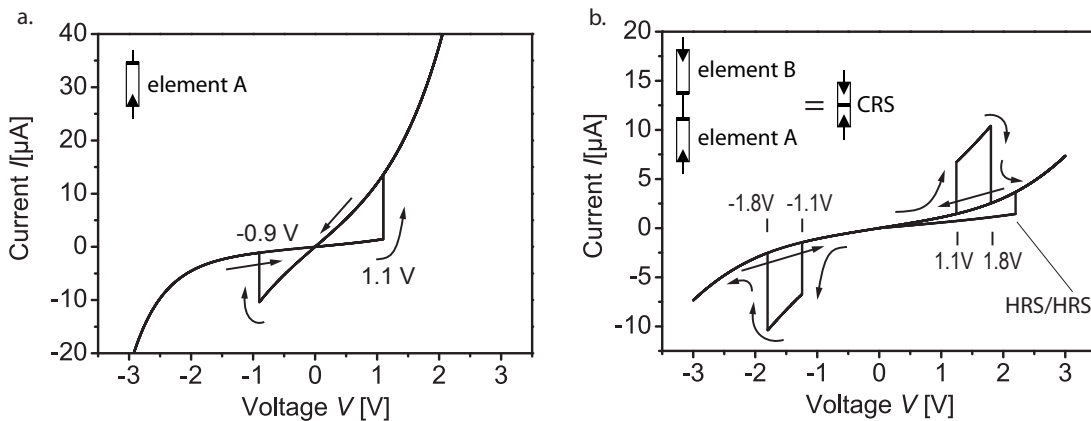 a.
40
30
20
10
0
-10
-20
-3 -2 -1 0 1 2 3
Current I[µA]
Voltage V [V]
element A
-0.9 V
1.1 V
b.
20
15
10
5
0
-5
-10
-3 -2 -1 0 1 2 3
Current I[µA]
Voltage V [V]
element B
= CRS
element A
-1.8V -1.1V
1.1V 1.8V
HRS/HRS